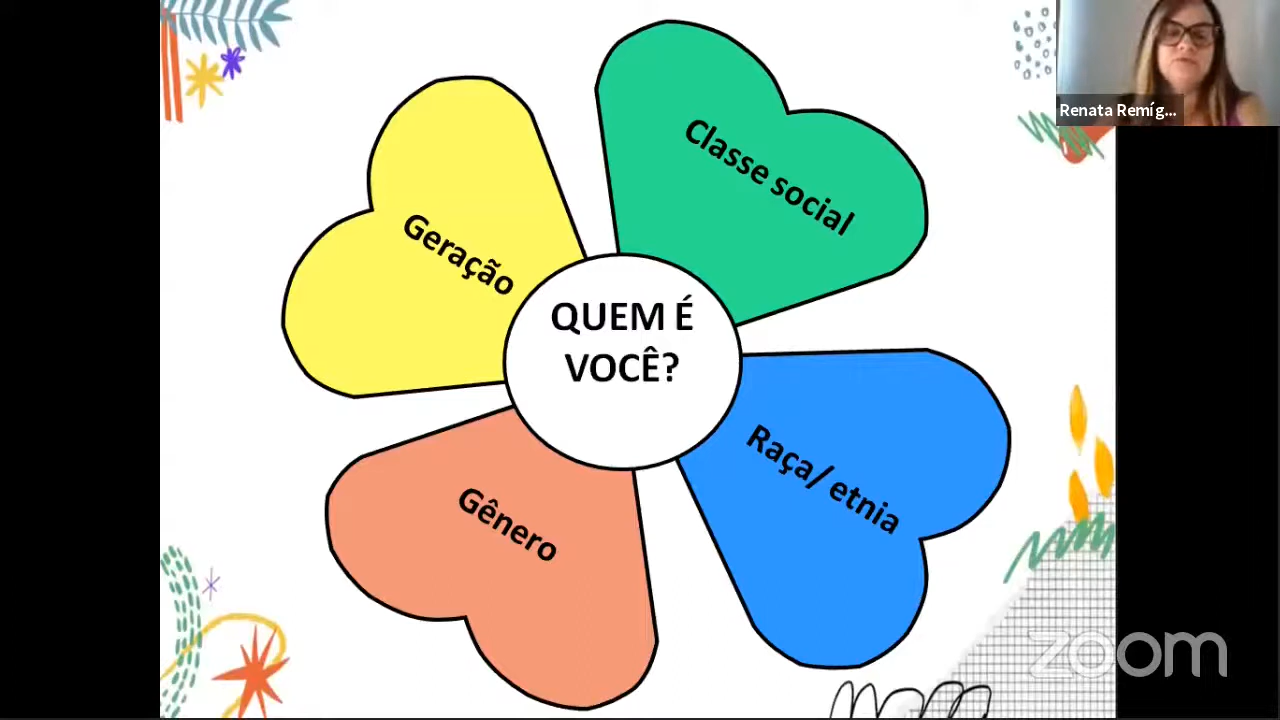 Classe social
Renata Remíg...
Geração
QUEM É
VOCÊ?
Raça/ etnia
Gênero
zoom